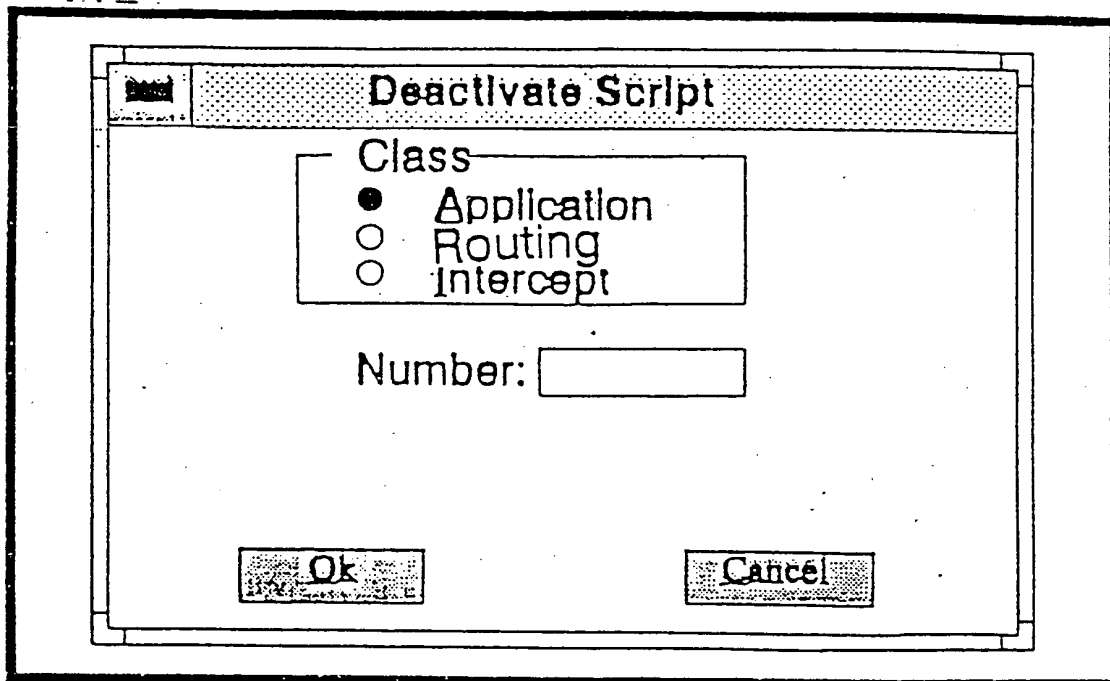 Deactivate Script
Class
Application
Routing
Intercept
Number:
Ok
Cancel